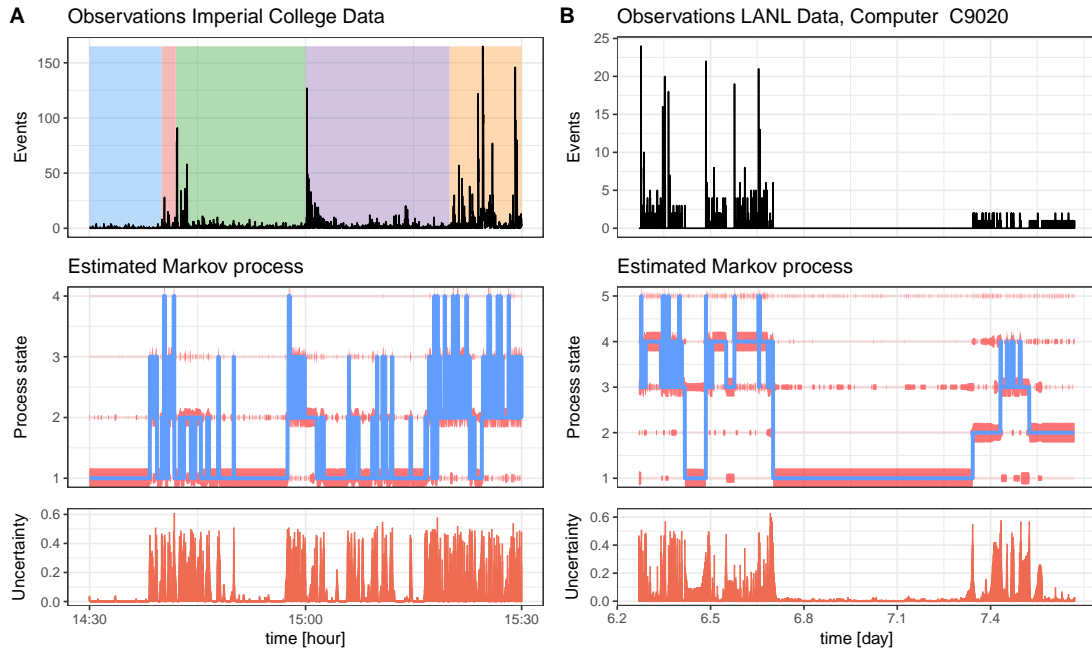 A
Observations Imperial College Data
Events
150
100
50
0
Estimated Markov process
Process state
4
3
2
1
Uncertainty
0.6
0.4
0.2
0.0
14:30
15:00
15:30
time [hour]
B
Observations LANL Data, Computer C9020
Events
25
20
15
10
5
0
Estimated Markov process
Process state
5
4
3
2
1
Uncertainty
0.6
0.4
0.2
0.0
6.2
6.5
6.8
7.1
7.4
time [day]